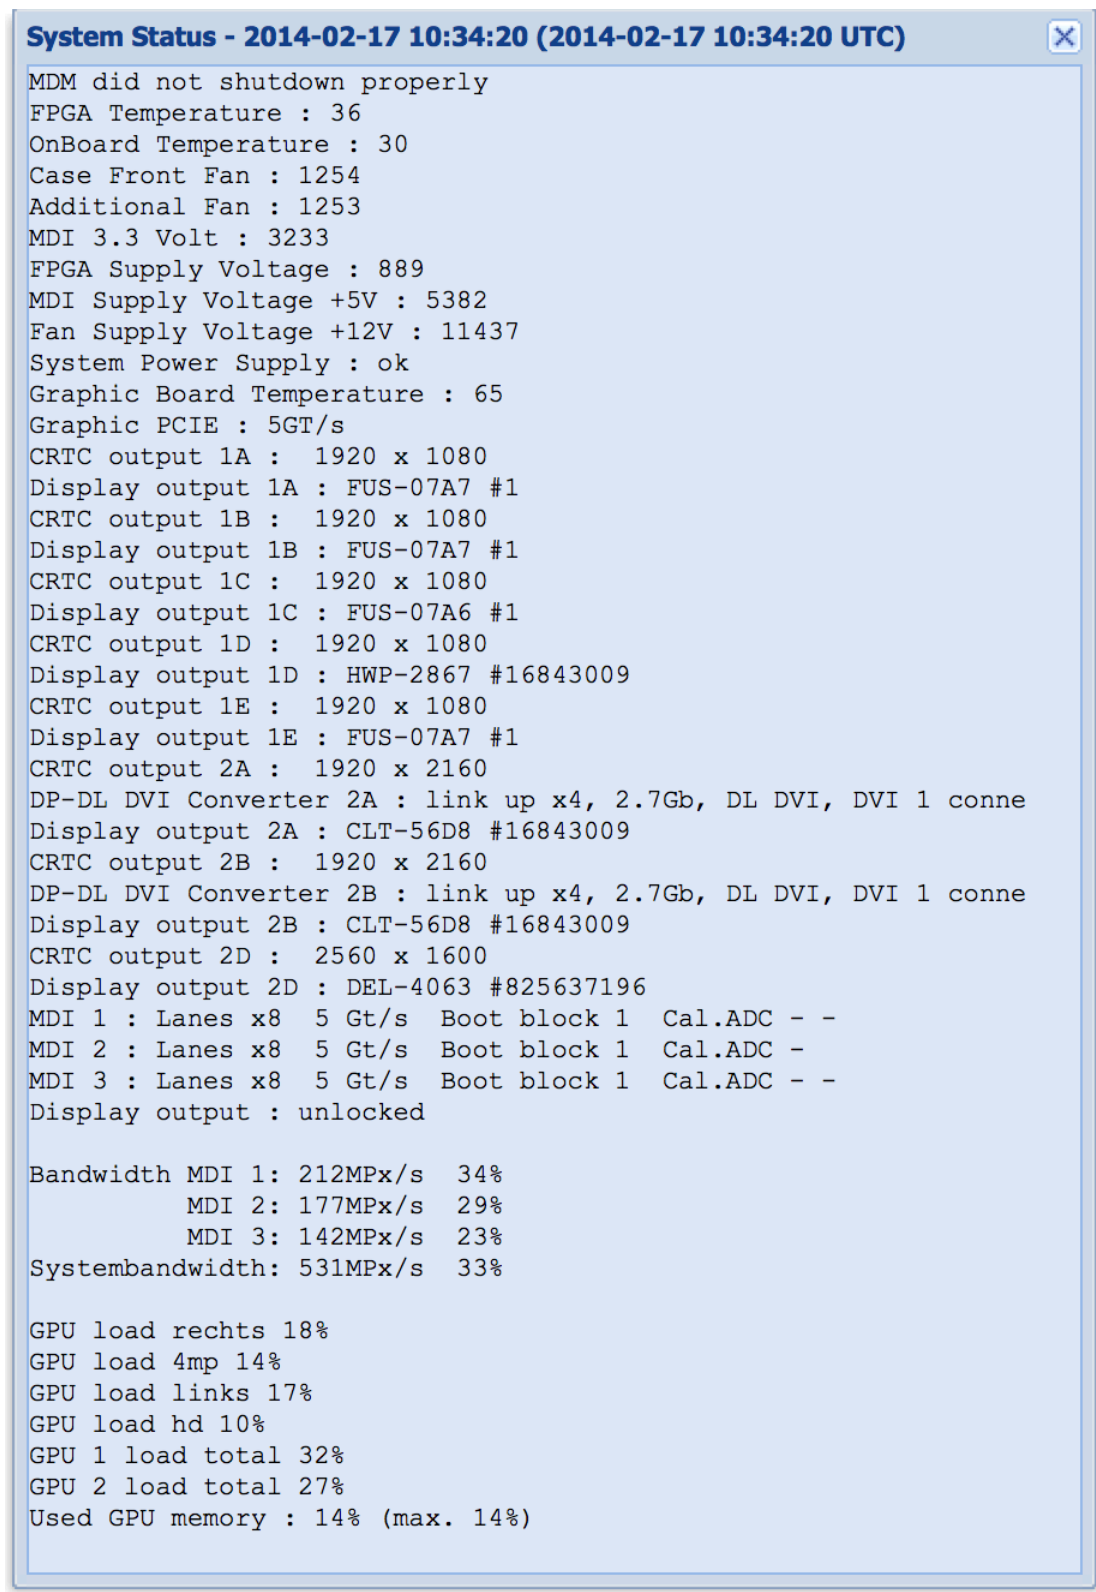 System Status - 2014-02-17 10:34:20 (2014-02-17 10:34:20 UTC)
MDM did not shutdown properly
FPGA Temperature : 36
OnBoard Temperature : 30
Case Front Fan : 1254
Additional Fan : 1253
MDI 3.3 Volt : 3233
FPGA Supply Voltage : 889
MDI Supply Voltage +5V : 5382
Fan Supply Voltage +12V : 11437
System Power Supply : ok
Graphic Board Temperature : 65
Graphic PCIE : 5GT/s
CRTC output 1A :  1920 x 1080
Display output 1A : FUS-07A7 #1
CRTC output 1B :  1920 x 1080
Display output 1B : FUS-07A7 #1
CRTC output 1C :  1920 x 1080
Display output 1C : FUS-07A6 #1
CRTC output 1D :  1920 x 1080
Display output 1D : HWP-2867 #16843009
CRTC output 1E :  1920 x 1080
Display output 1E : FUS-07A7 #1
CRTC output 2A :  1920 x 2160
DP-DL DVI Converter 2A : link up x4, 2.7Gb, DL DVI, DVI 1 conne
Display output 2A : CLT-56D8 #16843009
CRTC output 2B :  1920 x 2160
DP-DL DVI Converter 2B : link up x4, 2.7Gb, DL DVI, DVI 1 conne
Display output 2B : CLT-56D8 #16843009
CRTC output 2D :  2560 x 1600
Display output 2D : DEL-4063 #825637196
MDI 1 : Lanes x8  5 Gt/s  Boot block 1  Cal.ADC - -
MDI 2 : Lanes x8  5 Gt/s  Boot block 1  Cal.ADC -
MDI 3 : Lanes x8  5 Gt/s  Boot block 1  Cal.ADC - -
Display output : unlocked
Bandwidth MDI 1: 212MPx/s  34%
MDI 2: 177MPx/s  29%
MDI 3: 142MPx/s  23%
Systembandwidth: 531MPx/s  33%
GPU load rechts 18%
GPU load 4mp 14%
GPU load links 17%
GPU load hd 10%
GPU 1 load total 32%
GPU 2 load total 27%
Used GPU memory : 14% (max. 14%)